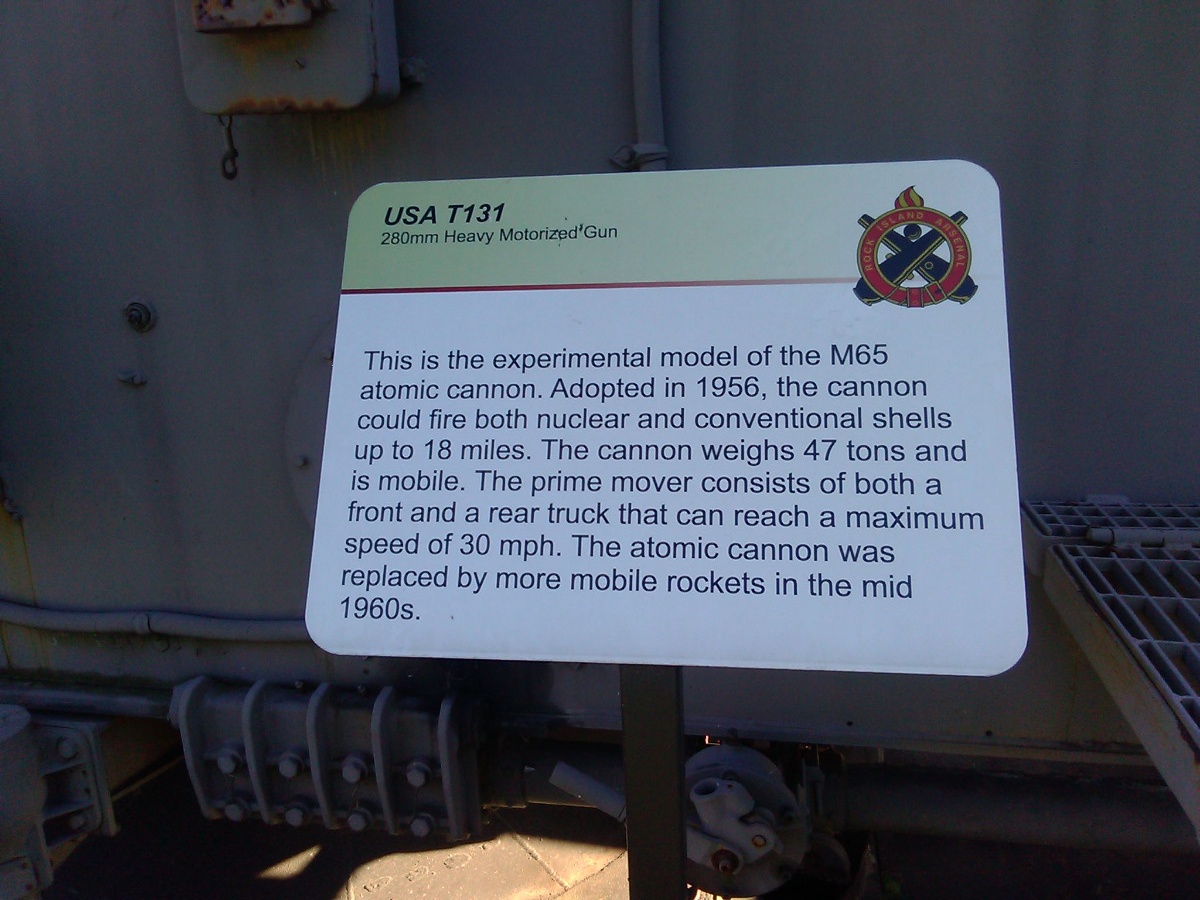 USA T131
280mm Heavy Motorized Gun
ROCK ISLAND ARSENAL
This is the experimental model of the M65
atomic cannon. Adopted in 1956, the cannon
could fire both nuclear and conventional shells
up to 18 miles. The cannon weighs 47 tons and
is mobile. The prime mover consists of both a
front and a rear truck that can reach a maximum
speed of 30 mph. The atomic cannon was
replaced by more mobile rockets in the mid
1960s.